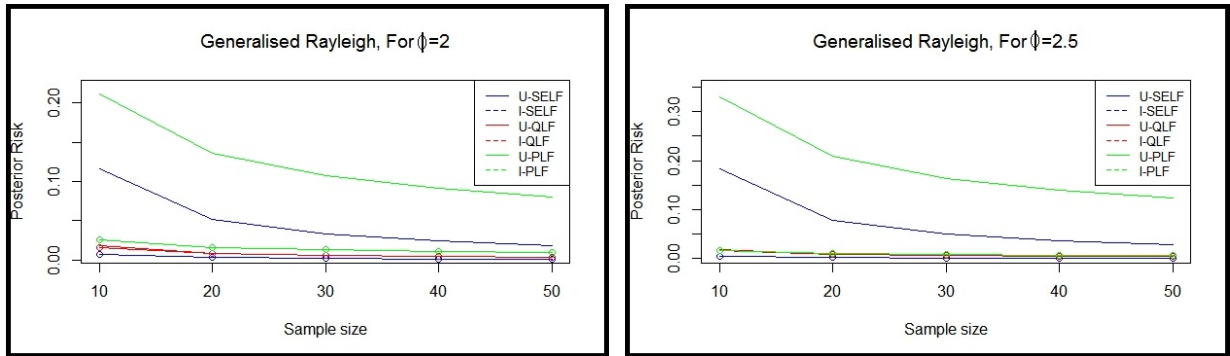 Generalised Rayleigh, For ϕ=2
Posterior Risk
0.20
0.10
0.00
U-SELF
I-SELF
U-QLF
I-QLF
U-PLF
I-PLF
10 20 30 40 50
Sample size
Generalised Rayleigh, For ϕ=2.5
Posterior Risk
0.30
0.20
0.10
0.00
U-SELF
I-SELF
U-QLF
I-QLF
U-PLF
I-PLF
10 20 30 40 50
Sample size